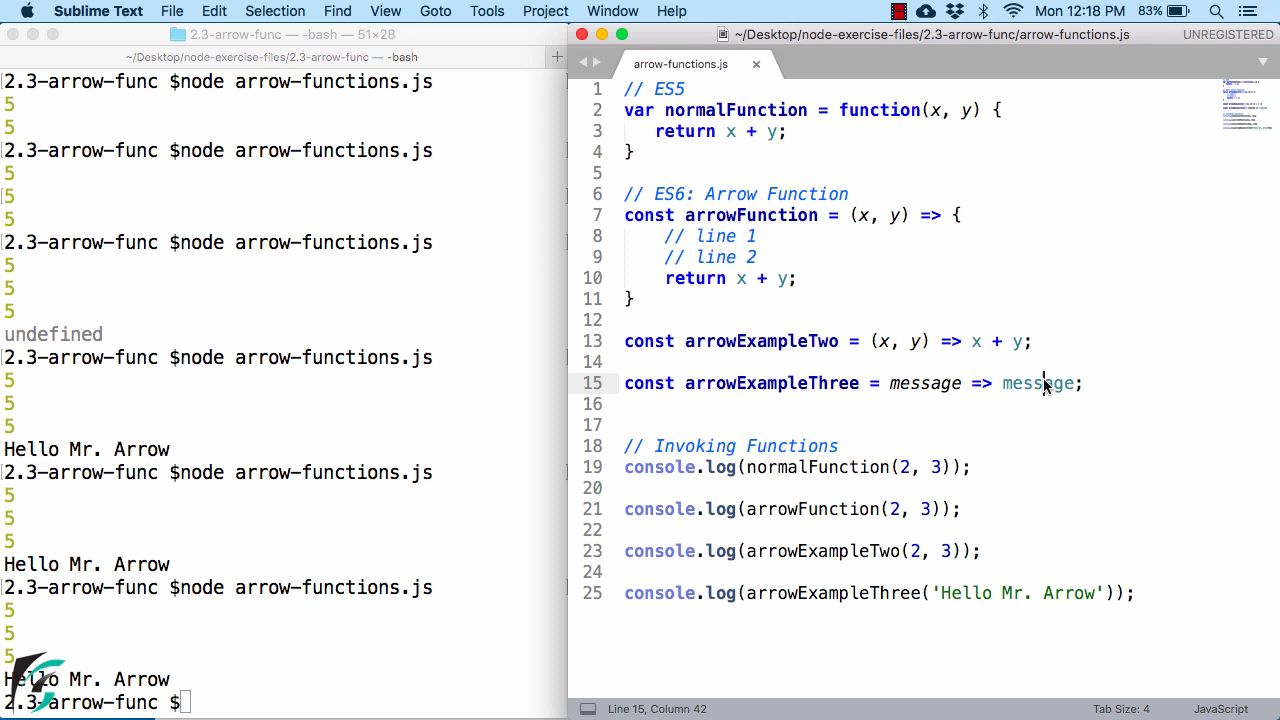 Sublime Text File Edit Selection Find View Goto Tools Project Window Help Mon 12:18 PM 83%
2.3-arrow-func — -bash — 51×28
~/Desktop/node-exercise-files/2.3-arrow-func — -bash +
2.3-arrow-func $node arrow-functions.js
5
5
2.3-arrow-func $node arrow-functions.js
5
5
5
2.3-arrow-func $node arrow-functions.js
5
5
5
undefined
2.3-arrow-func $node arrow-functions.js
5
5
5
Hello Mr. Arrow
2.3-arrow-func $node arrow-functions.js
5
5
5
Hello Mr. Arrow
2.3-arrow-func $node arrow-functions.js
5
5
5
Hello Mr. Arrow
2.3-arrow-func $
~/Desktop/node-exercise-files/2.3-arrow-func/arrow-functions.js UNREGISTERED
arrow-functions.js ×
1 // ES5
2 var normalFunction = function(x, y) {
3 return x + y;
4 }
5
6 // ES6: Arrow Function
7 const arrowFunction = (x, y) => {
8 // line 1
9 // line 2
10 return x + y;
11 }
12
13 const arrowExampleTwo = (x, y) => x + y;
14
15 const arrowExampleThree = message => message;
16
17
18 // Invoking Functions
19 console.log(normalFunction(2, 3));
20
21 console.log(arrowFunction(2, 3));
22
23 console.log(arrowExampleTwo(2, 3));
24
25 console.log(arrowExampleThree('Hello Mr. Arrow'));
Line 15, Column 42 Tab Size: 4 JavaScript